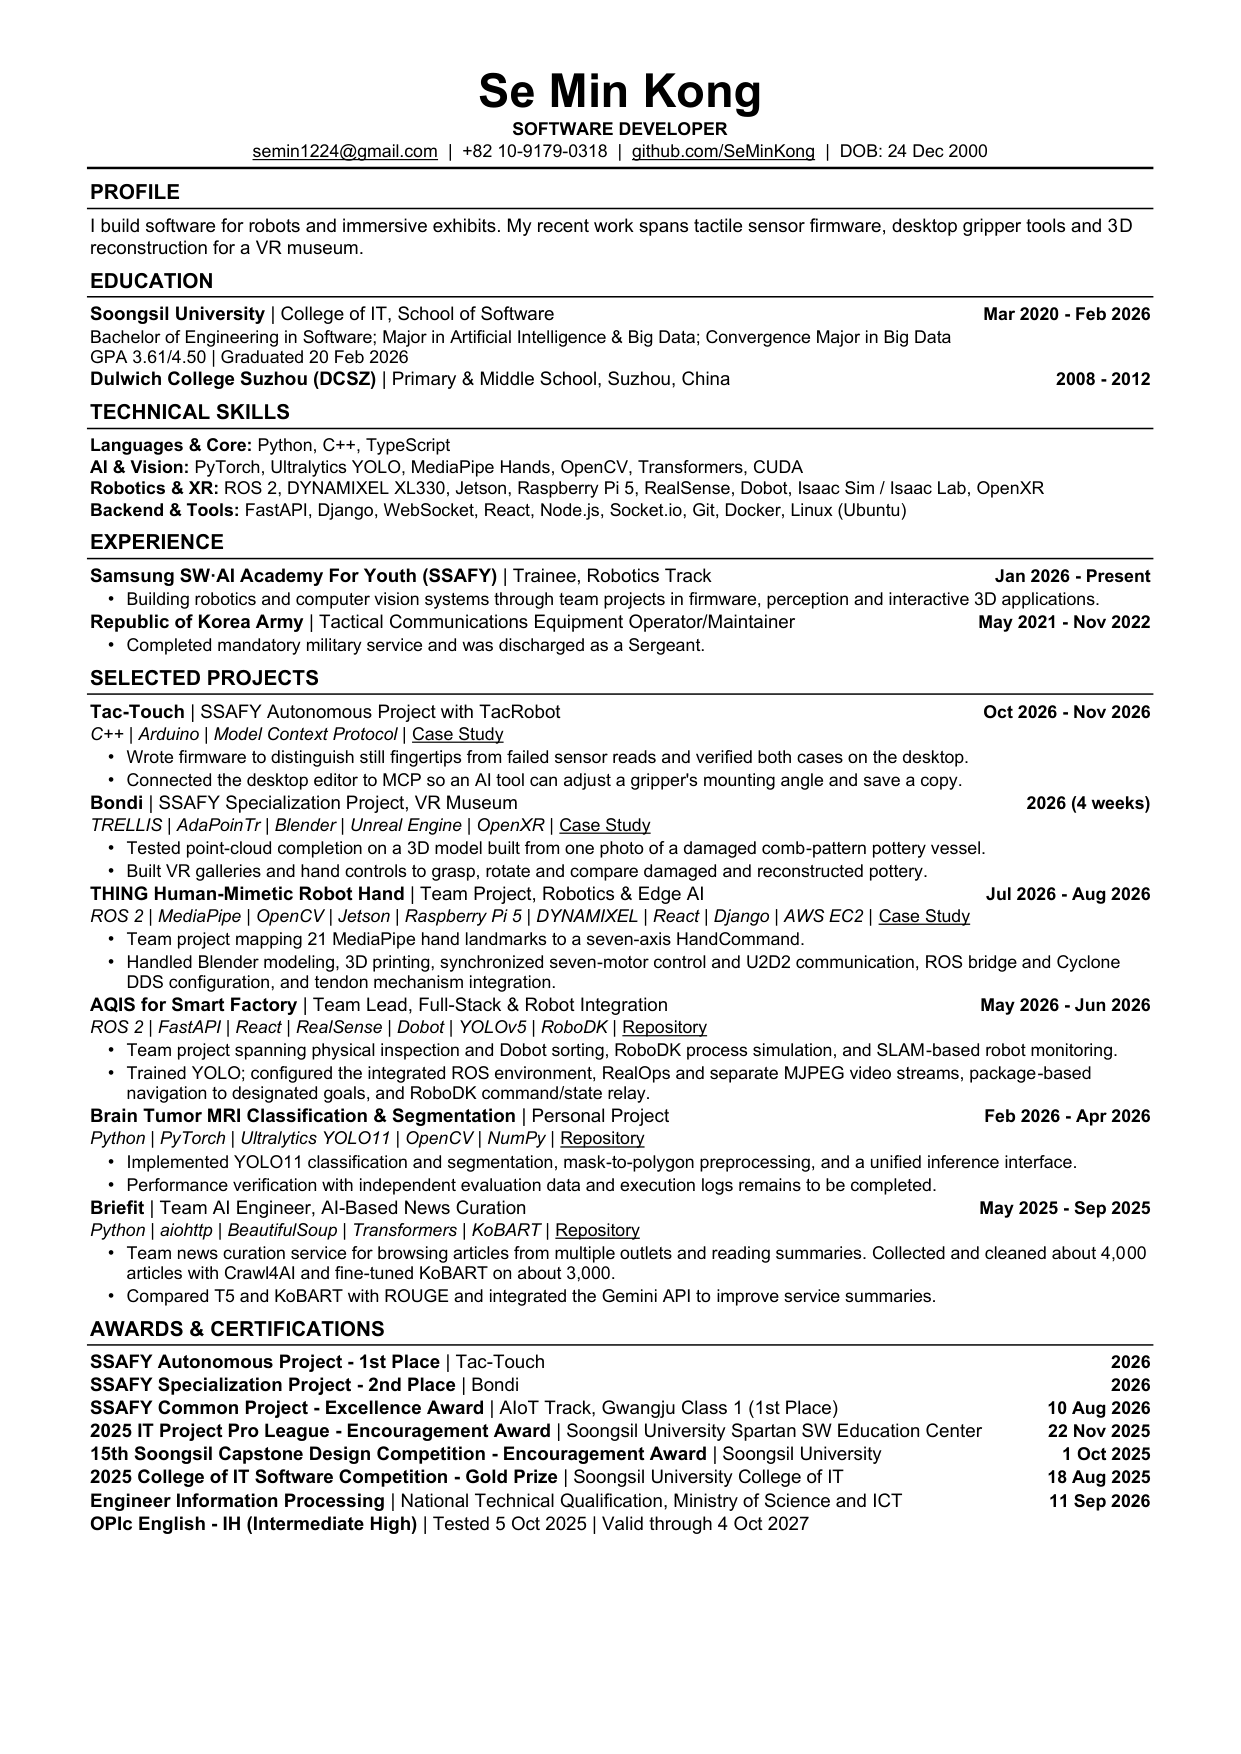 Se Min Kong
SOFTWARE DEVELOPER
semin1224@gmail.com | +82 10-9179-0318 | github.com/SeMinKong | DOB: 24 Dec 2000
PROFILE
I build software for robots and immersive exhibits. My recent work spans tactile sensor firmware, desktop gripper tools and 3D
reconstruction for a VR museum.
EDUCATION
Soongsil University | College of IT, School of Software Mar 2020 - Feb 2026
Bachelor of Engineering in Software; Major in Artificial Intelligence & Big Data; Convergence Major in Big Data
GPA 3.61/4.50 | Graduated 20 Feb 2026
Dulwich College Suzhou (DCSZ) | Primary & Middle School, Suzhou, China 2008 - 2012
TECHNICAL SKILLS
Languages & Core: Python, C++, TypeScript
AI & Vision: PyTorch, Ultralytics YOLO, MediaPipe Hands, OpenCV, Transformers, CUDA
Robotics & XR: ROS 2, DYNAMIXEL XL330, Jetson, Raspberry Pi 5, RealSense, Dobot, Isaac Sim / Isaac Lab, OpenXR
Backend & Tools: FastAPI, Django, WebSocket, React, Node.js, Socket.io, Git, Docker, Linux (Ubuntu)
EXPERIENCE
Samsung SW·AI Academy For Youth (SSAFY) | Trainee, Robotics Track Jan 2026 - Present
• Building robotics and computer vision systems through team projects in firmware, perception and interactive 3D applications.
Republic of Korea Army | Tactical Communications Equipment Operator/Maintainer May 2021 - Nov 2022
• Completed mandatory military service and was discharged as a Sergeant.
SELECTED PROJECTS
Tac-Touch | SSAFY Autonomous Project with TacRobot Oct 2026 - Nov 2026
C++ | Arduino | Model Context Protocol | Case Study
• Wrote firmware to distinguish still fingertips from failed sensor reads and verified both cases on the desktop.
• Connected the desktop editor to MCP so an AI tool can adjust a gripper's mounting angle and save a copy.
Bondi | SSAFY Specialization Project, VR Museum 2026 (4 weeks)
TRELLIS | AdaPoinTr | Blender | Unreal Engine | OpenXR | Case Study
• Tested point-cloud completion on a 3D model built from one photo of a damaged comb-pattern pottery vessel.
• Built VR galleries and hand controls to grasp, rotate and compare damaged and reconstructed pottery.
THING Human-Mimetic Robot Hand | Team Project, Robotics & Edge AI Jul 2026 - Aug 2026
ROS 2 | MediaPipe | OpenCV | Jetson | Raspberry Pi 5 | DYNAMIXEL | React | Django | AWS EC2 | Case Study
• Team project mapping 21 MediaPipe hand landmarks to a seven-axis HandCommand.
• Handled Blender modeling, 3D printing, synchronized seven-motor control and U2D2 communication, ROS bridge and Cyclone
DDS configuration, and tendon mechanism integration.
AQIS for Smart Factory | Team Lead, Full-Stack & Robot Integration May 2026 - Jun 2026
ROS 2 | FastAPI | React | RealSense | Dobot | YOLOv5 | RoboDK | Repository
• Team project spanning physical inspection and Dobot sorting, RoboDK process simulation, and SLAM-based robot monitoring.
• Trained YOLO; configured the integrated ROS environment, RealOps and separate MJPEG video streams, package-based
navigation to designated goals, and RoboDK command/state relay.
Brain Tumor MRI Classification & Segmentation | Personal Project Feb 2026 - Apr 2026
Python | PyTorch | Ultralytics YOLO11 | OpenCV | NumPy | Repository
• Implemented YOLO11 classification and segmentation, mask-to-polygon preprocessing, and a unified inference interface.
• Performance verification with independent evaluation data and execution logs remains to be completed.
Briefit | Team AI Engineer, AI-Based News Curation May 2025 - Sep 2025
Python | aiohttp | BeautifulSoup | Transformers | KoBART | Repository
• Team news curation service for browsing articles from multiple outlets and reading summaries. Collected and cleaned about 4,000
articles with Crawl4AI and fine-tuned KoBART on about 3,000.
• Compared T5 and KoBART with ROUGE and integrated the Gemini API to improve service summaries.
AWARDS & CERTIFICATIONS
SSAFY Autonomous Project - 1st Place | Tac-Touch 2026
SSAFY Specialization Project - 2nd Place | Bondi 2026
SSAFY Common Project - Excellence Award | AIoT Track, Gwangju Class 1 (1st Place) 10 Aug 2026
2025 IT Project Pro League - Encouragement Award | Soongsil University Spartan SW Education Center 22 Nov 2025
15th Soongsil Capstone Design Competition - Encouragement Award | Soongsil University 1 Oct 2025
2025 College of IT Software Competition - Gold Prize | Soongsil University College of IT 18 Aug 2025
Engineer Information Processing | National Technical Qualification, Ministry of Science and ICT 11 Sep 2026
OPIc English - IH (Intermediate High) | Tested 5 Oct 2025 | Valid through 4 Oct 2027